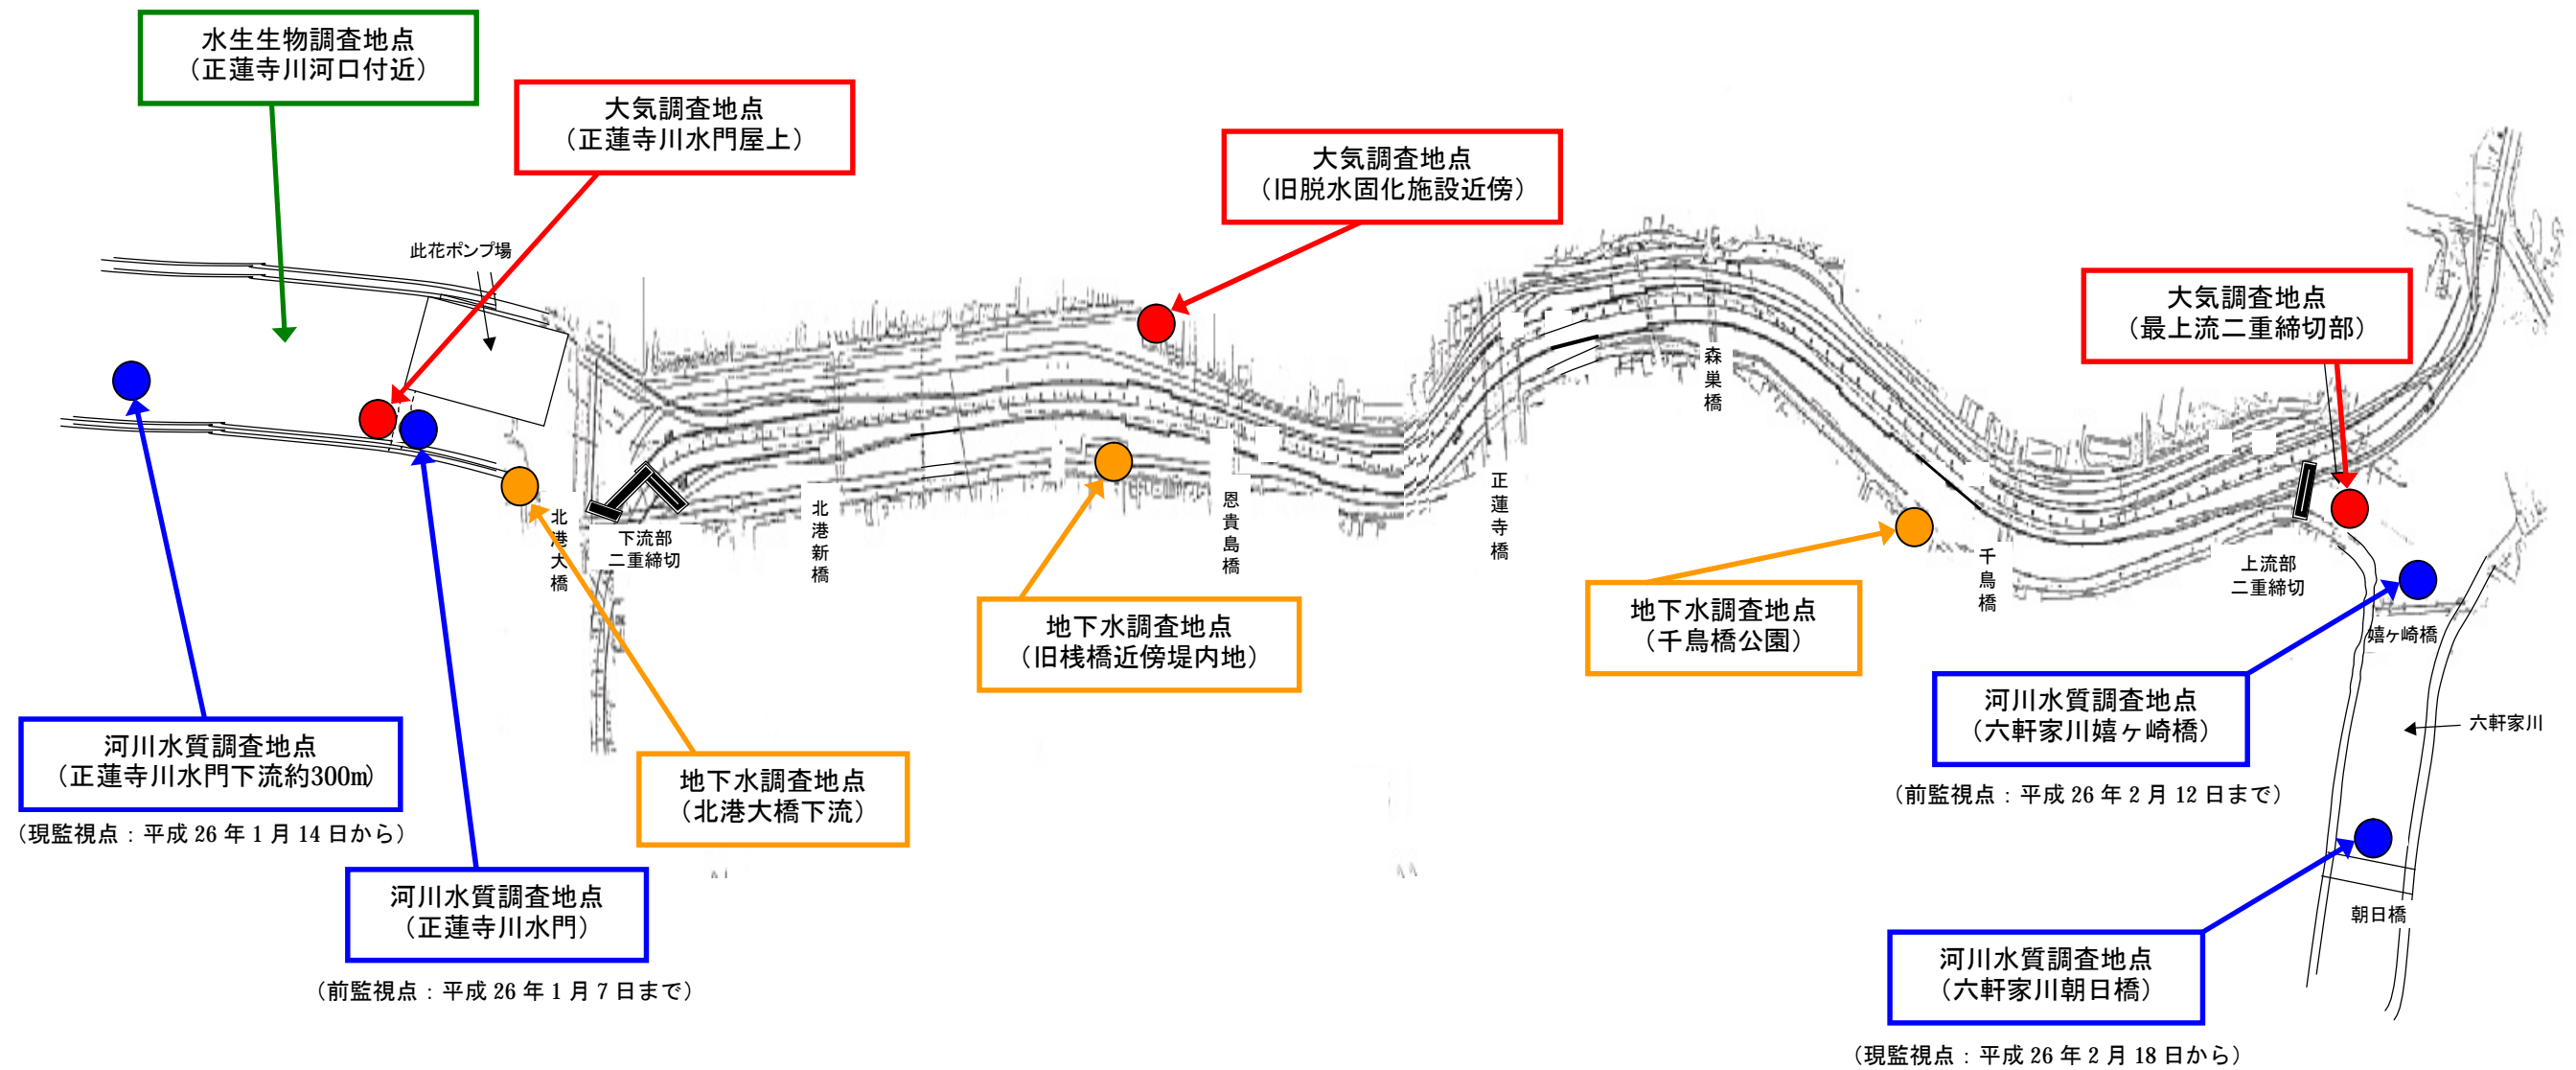 水生生物調査地点
（正蓮寺川河口付近）
大気調査地点
（正蓮寺川水門屋上）
大気調査地点
（旧脱水固化施設近傍）
此花ポンプ場
大気調査地点
（最上流二重締切部）
森巣橋
正蓮寺橋
恩貴島橋
北港新橋
北港大橋
下流部
二重締切
千鳥橋
上流部
二重締切
地下水調査地点
（旧桟橋近傍堤内地）
地下水調査地点
（千鳥橋公園）
嬉ヶ崎橋
河川水質調査地点
（六軒家川嬉ヶ崎橋）
（前監視点：平成 26 年 2 月 12 日まで）
六軒家川
河川水質調査地点
（正蓮寺川水門下流約300m）
（現監視点：平成 26 年 1 月 14 日から）
地下水調査地点
（北港大橋下流）
河川水質調査地点
（正蓮寺川水門）
（前監視点：平成 26 年 1 月 7 日まで）
朝日橋
河川水質調査地点
（六軒家川朝日橋）
（現監視点：平成 26 年 2 月 18 日から）